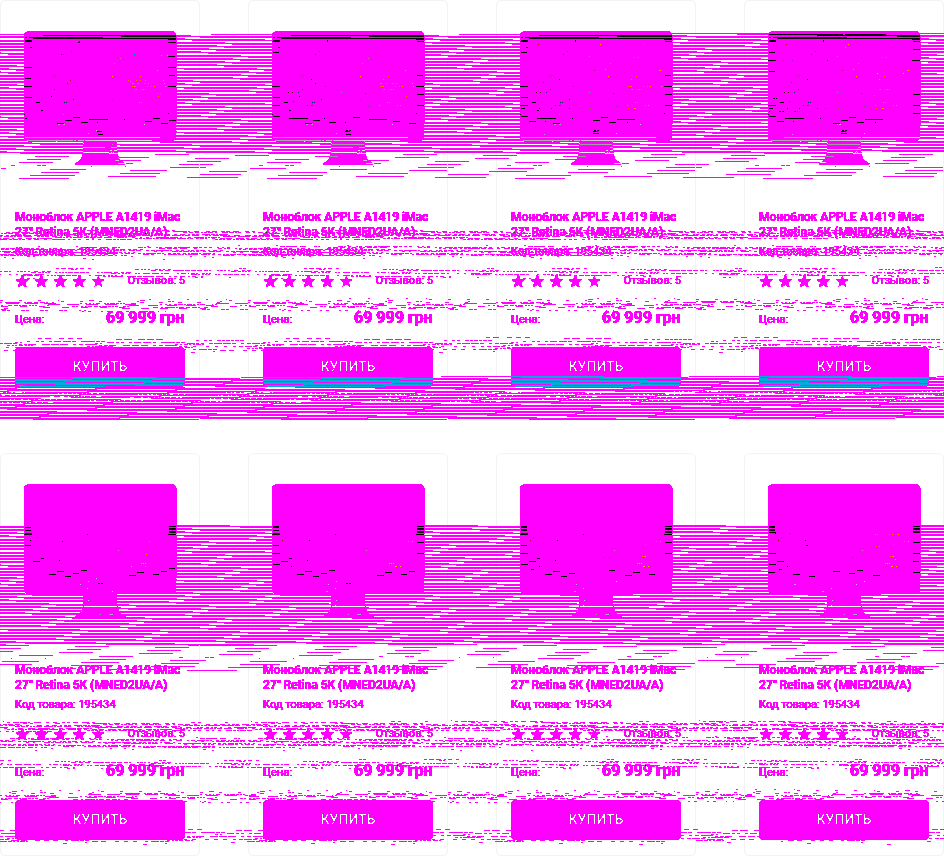 Моноблок APPLE A1419 iMac Моноблок APPLE A1419 iMac Моноблок APPLE A1419 iMac Моноблок APPLE A1419 iMac
27" Retina 5K (MNED2UA/A) 27" Retina 5K (MNED2UA/A) 27" Retina 5K (MNED2UA/A) 27" Retina 5K (MNED2UA/A)
Код товара: 195434 Код товара: 195434 Код товара: 195434 Код товара: 195434
Отзывов: 5 Отзывов: 5 Отзывов: 5 Отзывов: 5
Цена: 69 999 грн Цена: 69 999 грн Цена: 69 999 грн Цена: 69 999 грн
КУПИТЬ КУПИТЬ КУПИТЬ КУПИТЬ
Моноблок APPLE A1419 iMac Моноблок APPLE A1419 iMac Моноблок APPLE A1419 iMac Моноблок APPLE A1419 iMac
27" Retina 5K (MNED2UA/A) 27" Retina 5K (MNED2UA/A) 27" Retina 5K (MNED2UA/A) 27" Retina 5K (MNED2UA/A)
Код товара: 195434 Код товара: 195434 Код товара: 195434 Код товара: 195434
Отзывов: 5 Отзывов: 5 Отзывов: 5 Отзывов: 5
Цена: 69 999 грн Цена: 69 999 грн Цена: 69 999 грн Цена: 69 999 грн
КУПИТЬ КУПИТЬ КУПИТЬ КУПИТЬ